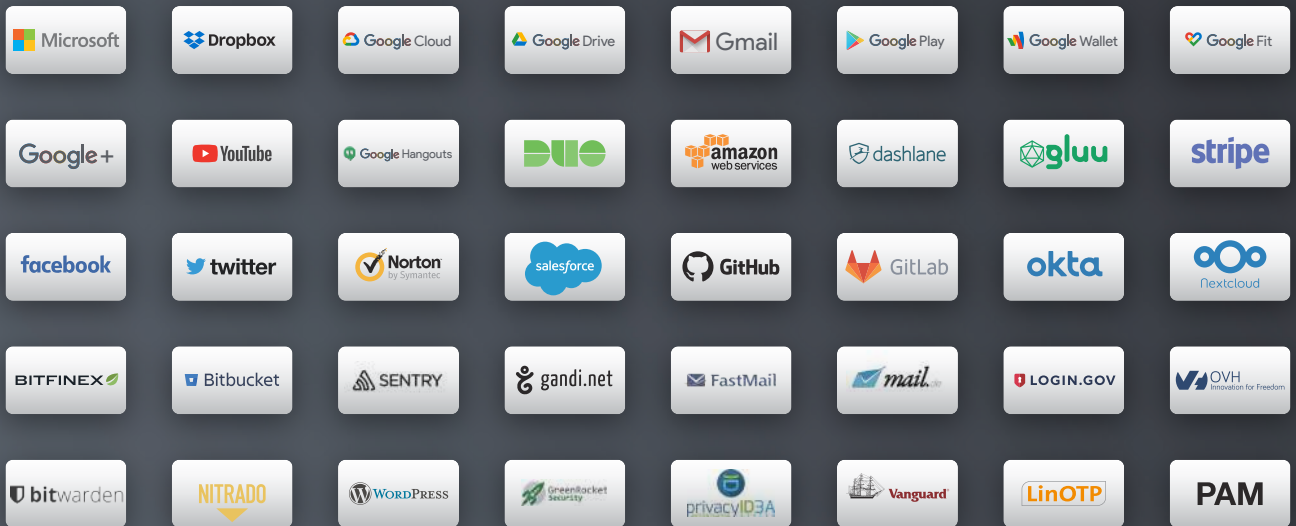 Microsoft
Dropbox
Google Cloud
Google Drive
Gmail
Google Play
Google Wallet
Google Fit
Google+
YouTube
Google Hangouts
DUO
amazon
web services
dashlane
gluu
stripe
facebook
twitter
Norton
by Symantec
salesforce
GitHub
GitLab
okta
Nextcloud
BITFINEX
Bitbucket
SENTRY
gandi.net
FastMail
mail.de
LOGIN.GOV
OVH
Innovation for Freedom
bitwarden
NITRADO
WORDPRESS
GreenRocket
Security
privacyID3A
Vanguard
LinOTP
PAM